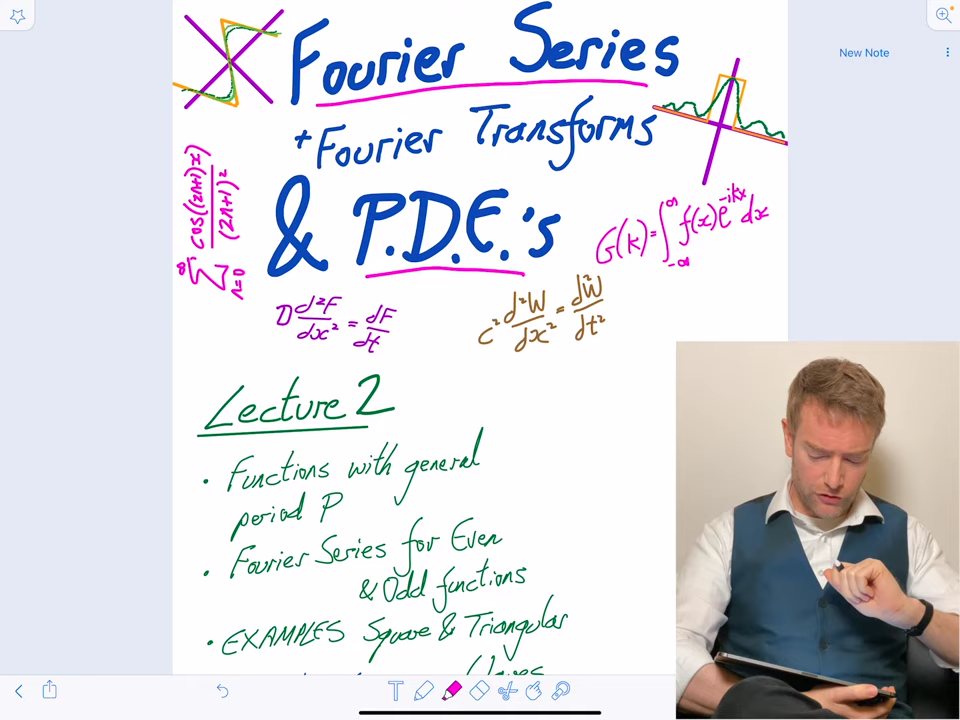 New Note
Fourier Series
+ Fourier Transforms
& P.D.E.'s
∑_{n=0}^{∞} cos((2n+1)x)/(2n+1)²
G(k)=∫_{-∞}^{∞} f(x)e^{-ikx}dx
D d²F/dx² = dF/dt
c² d²W/dx² = d²W/dt²
Lecture 2
• Functions with general
period P
• Fourier Series for Even
& Odd functions
• EXAMPLES Square & Triangular
Waves
T